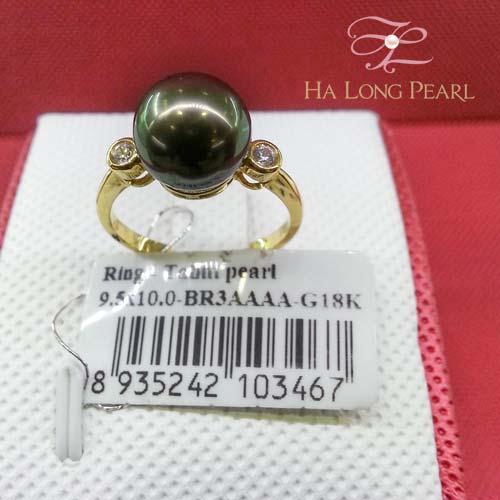 HA LONG PEARL
Ring - Tahiti pearl
9.5x10.0-BR3AAAA-G18K
8 935242 103467